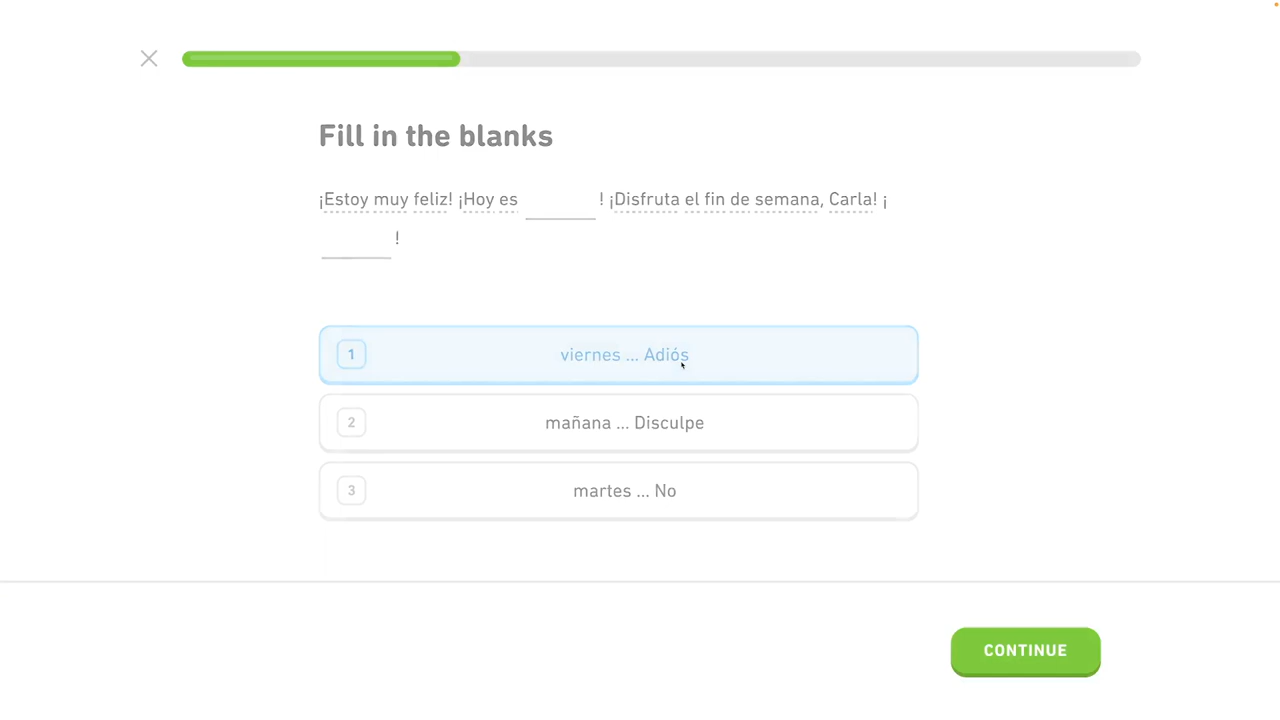 Fill in the blanks
¡Estoy muy feliz! ¡Hoy es ! ¡Disfruta el fin de semana, Carla! ¡
!
1 viernes ... Adiós
2 mañana ... Disculpe
3 martes ... No
CONTINUE